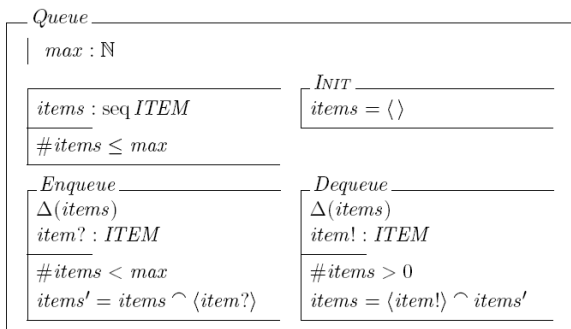 Queue
max : ℕ
items : seq ITEM
#items ≤ max
INIT
items = ⟨ ⟩
Enqueue
Δ(items)
item? : ITEM
#items < max
items′ = items ⌢ ⟨item?⟩
Dequeue
Δ(items)
item! : ITEM
#items > 0
items = ⟨item!⟩ ⌢ items′